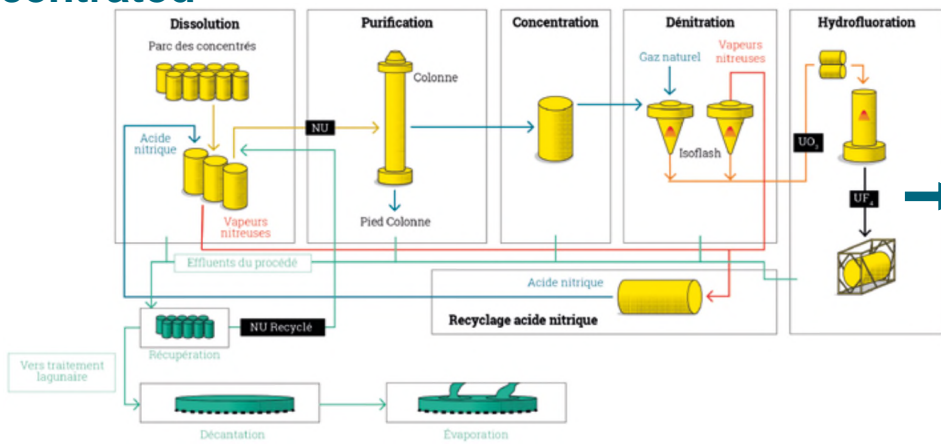 Dissolution
Parc des concentrés
Acide
nitrique
Vapeurs
nitreuses
NU
Purification
Colonne
Pied Colonne
Concentration
Dénitration
Gaz naturel
Vapeurs
nitreuses
Isoflash
Hydrofluoration
UO₃
UF₄
Effluents du procédé
Acide nitrique
Recyclage acide nitrique
NU Recyclé
Récupération
Vers traitement
lagunaire
Décantation
Évaporation